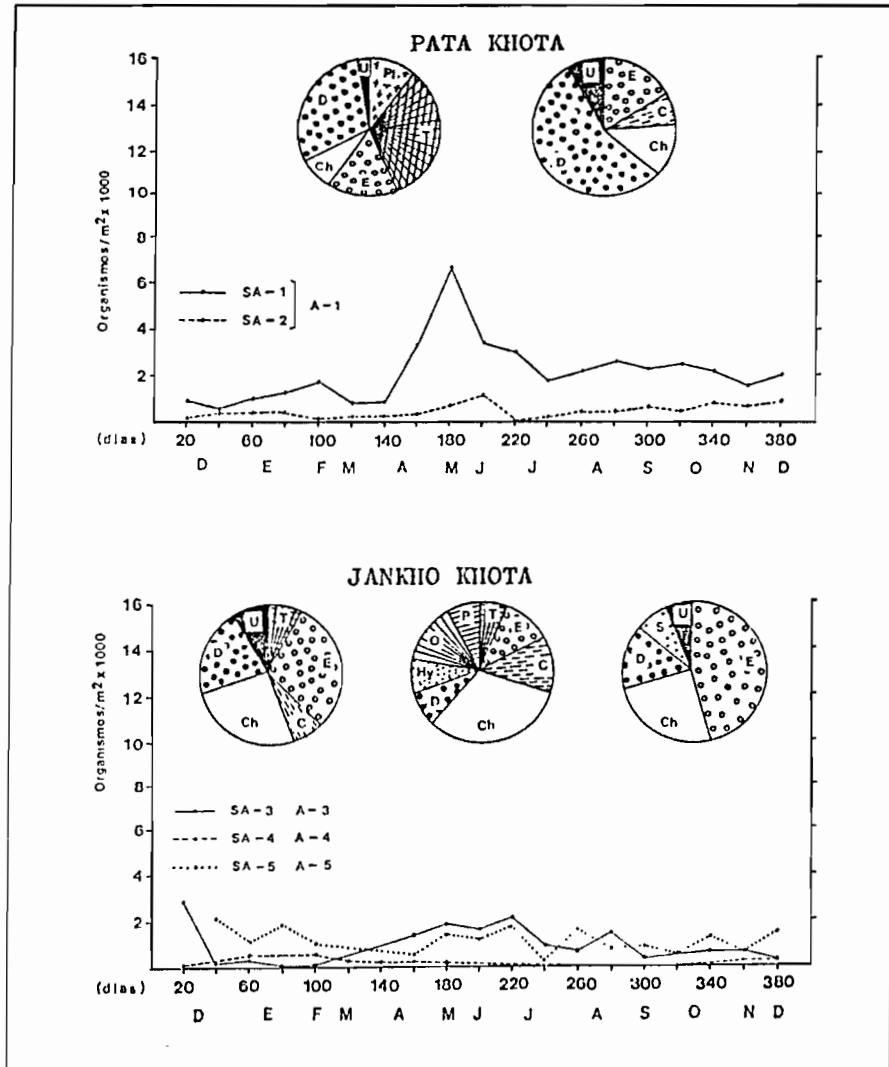 PATA KHOTA
16
14
12
10
8
6
4
2
Organismos/m² x 1000
U
Pl
T
E
Ch
D
U
E
C
Ch
D
N
SA-1
SA-2
A-1
20 60 100 140 180 220 260 300 340 380
(días)
D E F M A M J J A S O N D
JANKHO KHOTA
16
14
12
10
8
6
4
2
Organismos/m² x 1000
U
T
E
C
Ch
D
P
T
E
C
Ch
D
Hy
O
U
E
Ch
D
S
SA-3 A-3
SA-4 A-4
SA-5 A-5
20 60 100 140 180 220 260 300 340 380
(días)
D E F M A M J J A S O N D